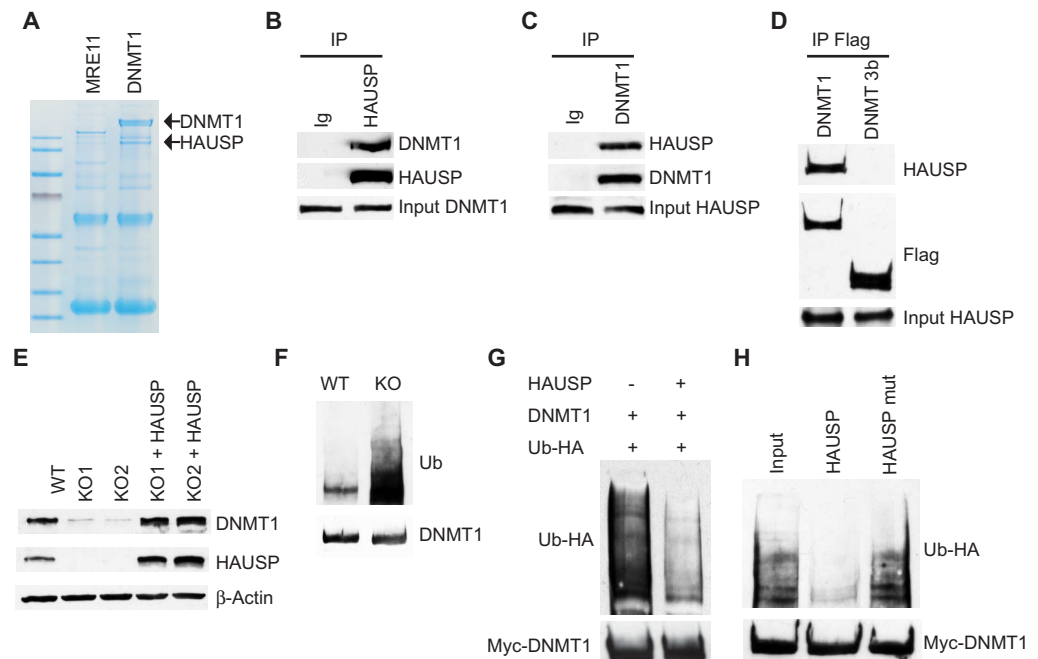 A
MRE11
DNMT1
DNMT1
HAUSP
B
IP
Ig
HAUSP
DNMT1
HAUSP
Input DNMT1
C
IP
Ig
DNMT1
HAUSP
DNMT1
Input HAUSP
D
IP Flag
DNMT1
DNMT 3b
HAUSP
Flag
Input HAUSP
E
WT
KO1
KO2
KO1 + HAUSP
KO2 + HAUSP
DNMT1
HAUSP
β-Actin
F
WT KO
Ub
DNMT1
G
HAUSP - +
DNMT1 + +
Ub-HA + +
Ub-HA
Myc-DNMT1
H
Input
HAUSP
HAUSP mut
Ub-HA
Myc-DNMT1